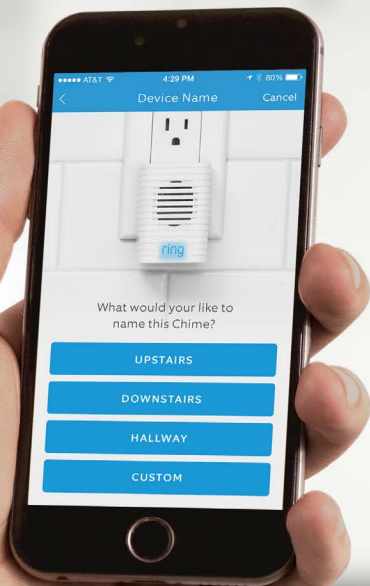 AT&T 4:29 PM 80%
Device Name Cancel
ring
What would your like to
name this Chime?
UPSTAIRS
DOWNSTAIRS
HALLWAY
CUSTOM